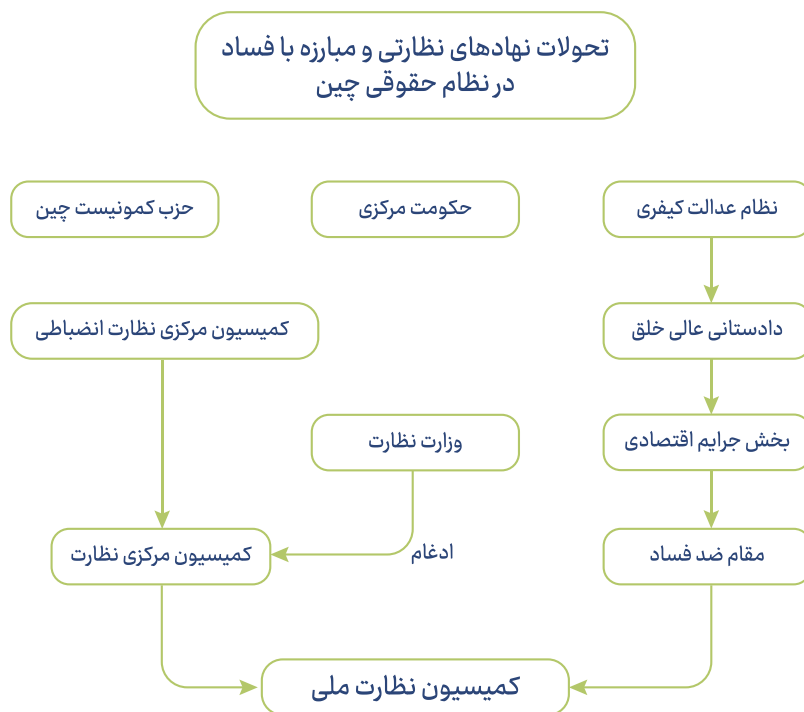 تحولات نهادهای نظارتی و مبارزه با فساد
در نظام حقوقی چین
نظام عدالت کیفری
حکومت مرکزی
حزب کمونیست چین
دادستانی عالی خلق
کمیسیون مرکزی نظارت انضباطی
بخش جرایم اقتصادی
وزارت نظارت
مقام ضد فساد
ادغام
کمیسیون مرکزی نظارت
کمیسیون نظارت ملی